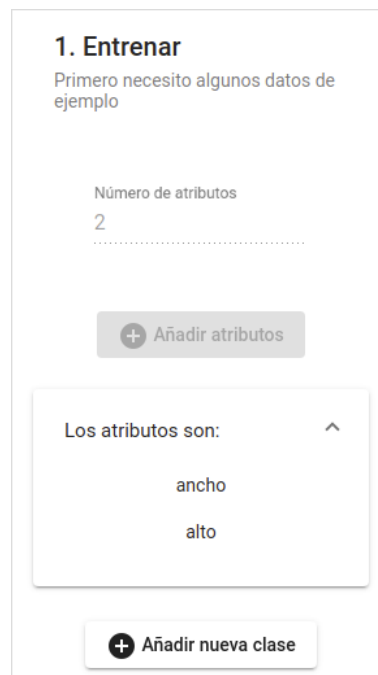 1. Entrenar
Primero necesito algunos datos de
ejemplo
Número de atributos
2
Añadir atributos
Los atributos son:
ancho
alto
Añadir nueva clase